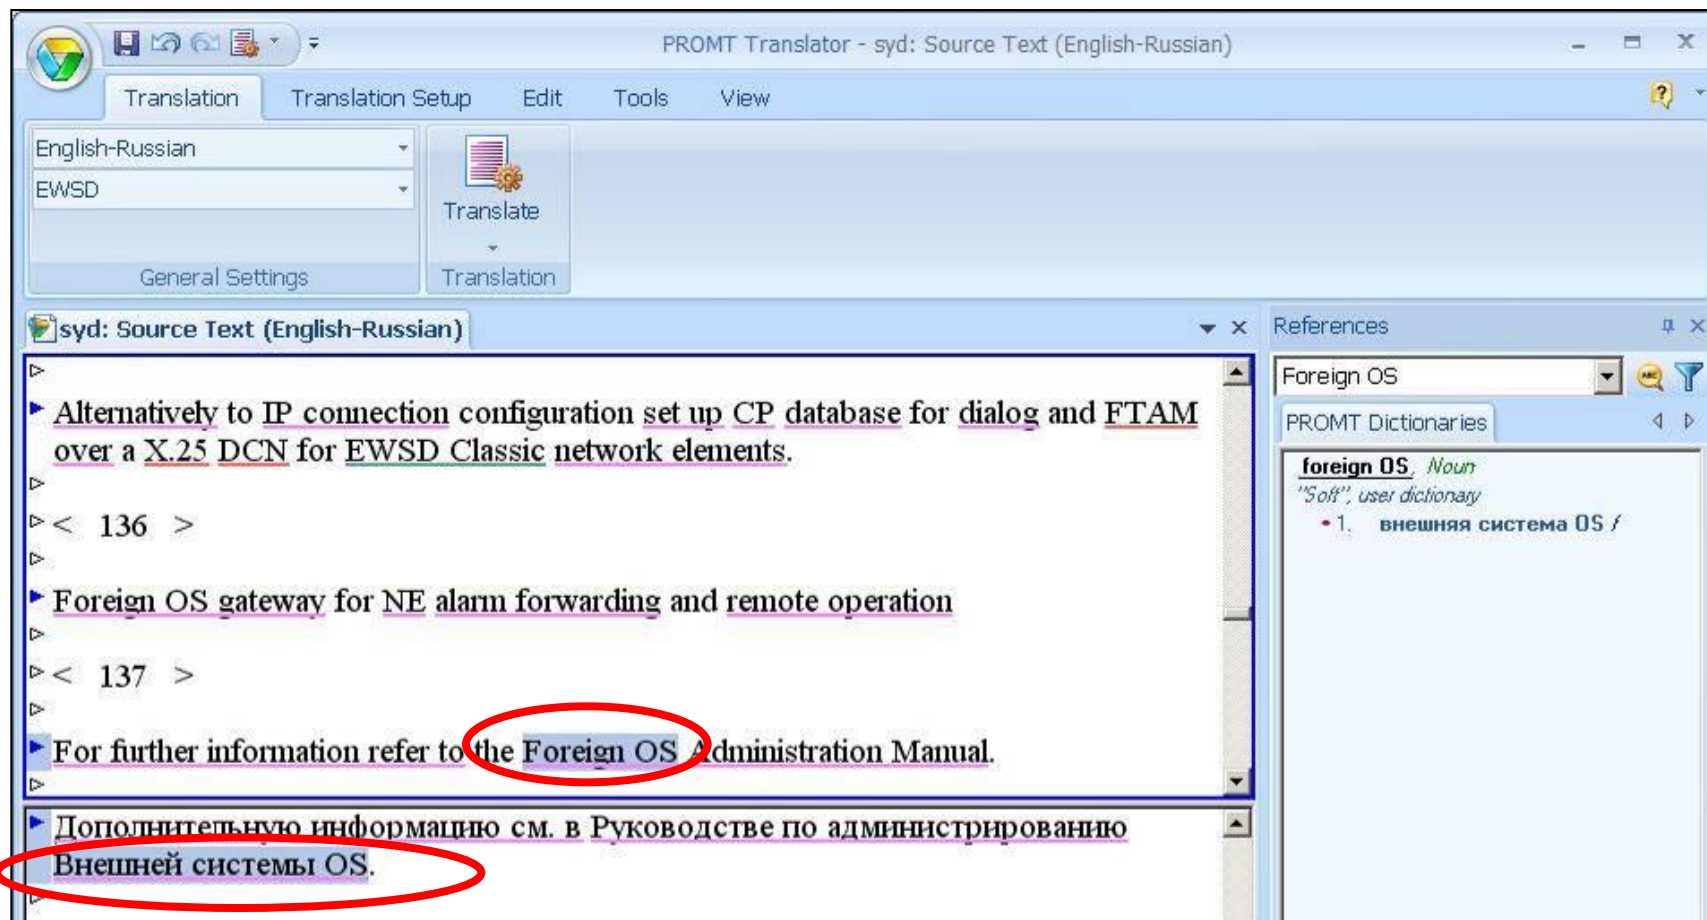 PROMT Translator - syd: Source Text (English-Russian)
Translation Translation Setup Edit Tools View
English-Russian
EWSD
Translate
General Settings Translation
syd: Source Text (English-Russian)
Alternatively to IP connection configuration set up CP database for dialog and FTAM
over a X.25 DCN for EWSD Classic network elements.
< 136 >
Foreign OS gateway for NE alarm forwarding and remote operation
< 137 >
For further information refer to the Foreign OS Administration Manual.
Дополнительную информацию см. в Руководстве по администрированию
Внешней системы OS.
References
Foreign OS
ABC
PROMT Dictionaries
foreign OS, Noun
"Soft", user dictionary
1. внешняя система OS f